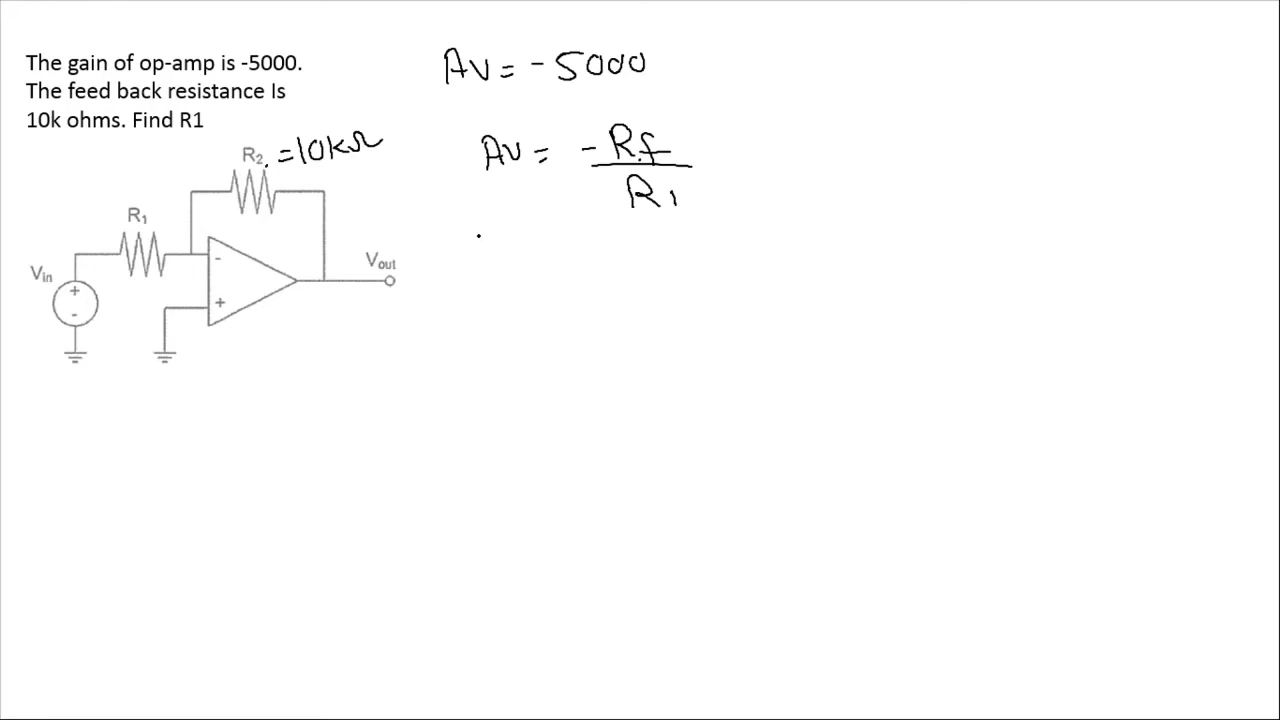 The gain of op-amp is -5000.
The feed back resistance Is
10k ohms. Find R1
AV = -5000
AV = -Rf
R1
R2 = 10kΩ
R1
Vin
+
-
-
+
Vout